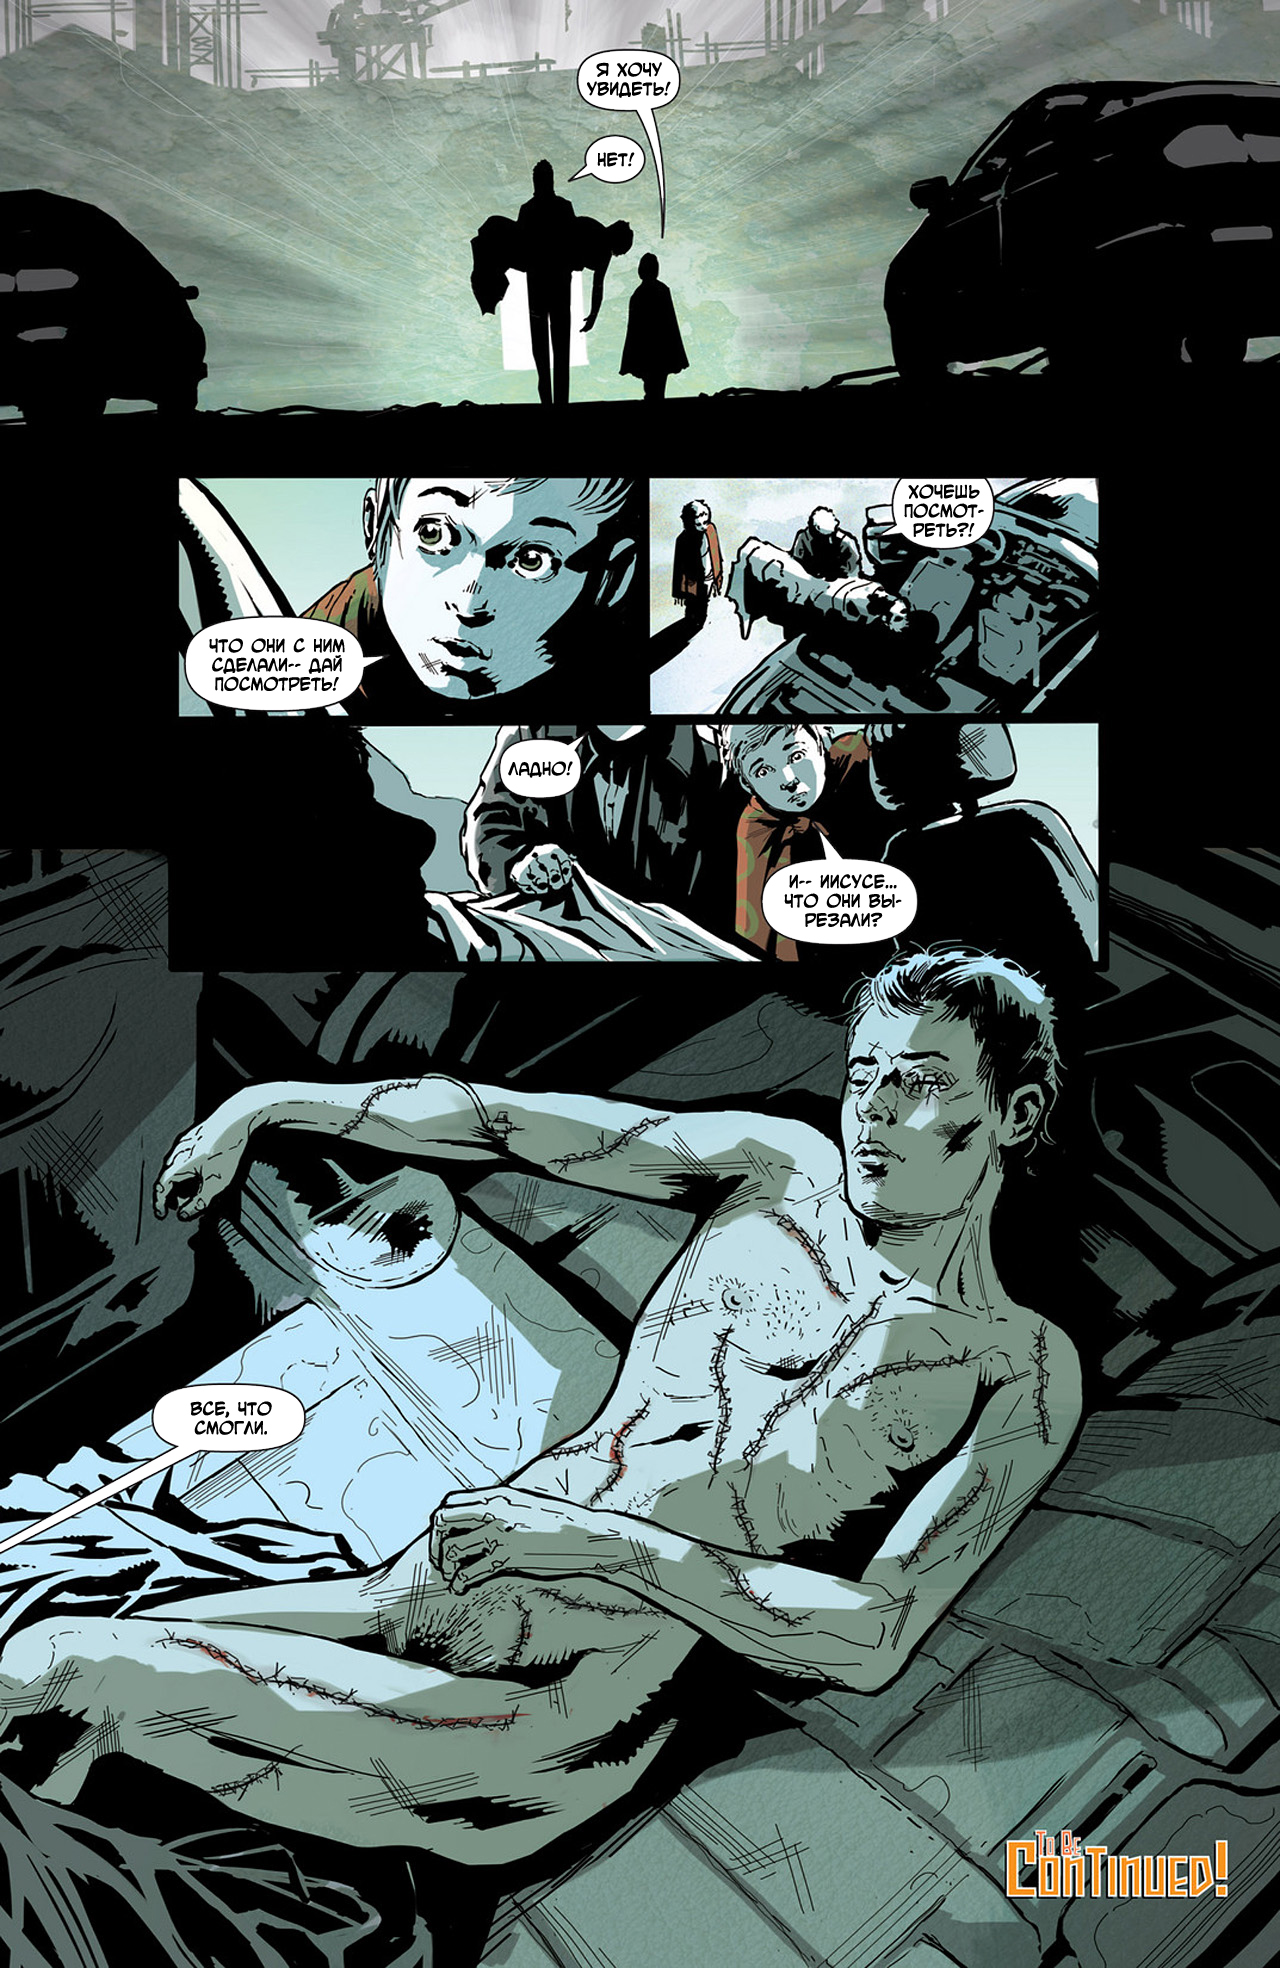 Я ХОЧУ
УВИДЕТЬ!
НЕТ!
ЧТО ОНИ С НИМ
СДЕЛАЛИ-- ДАЙ
ПОСМОТРЕТЬ!
ХОЧЕШЬ
ПОСМОТ-
РЕТЬ?!
ЛАДНО!
И-- ИИСУСЕ...
ЧТО ОНИ ВЫ-
РЕЗАЛИ?
ВСЕ, ЧТО
СМОГЛИ.
TO BE
CONTINUED!